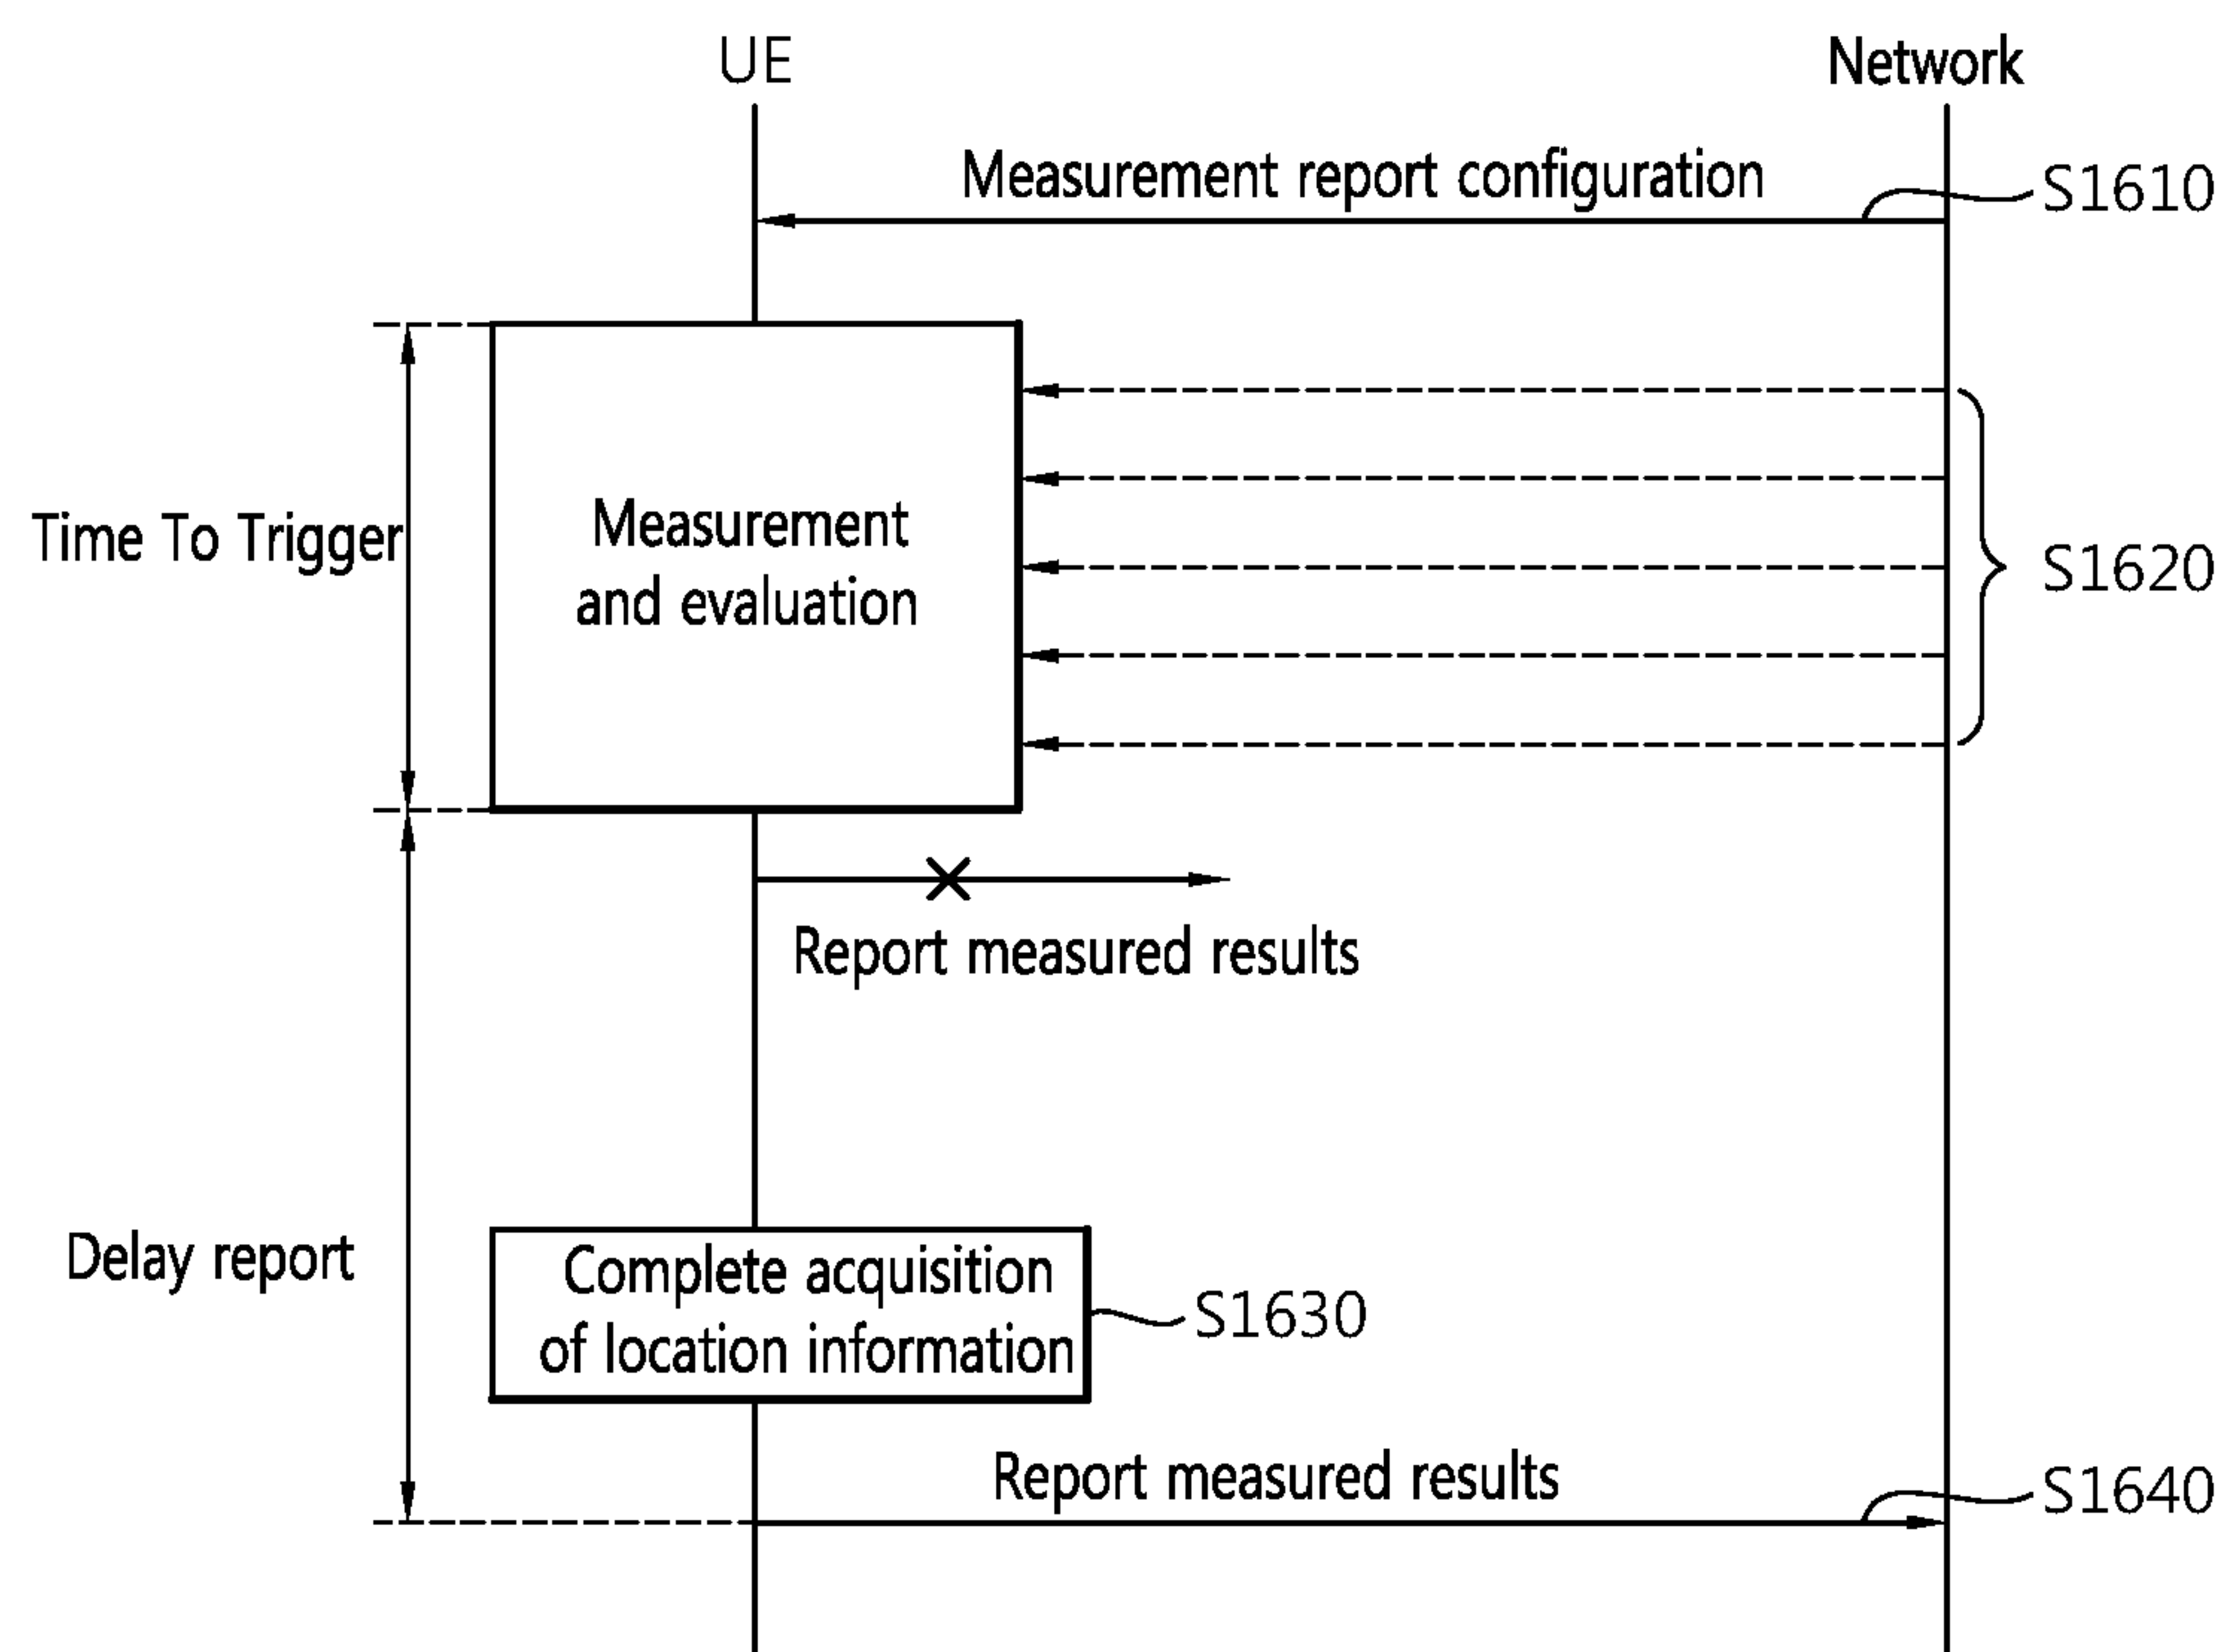 UE
Network
Measurement report configuration
S1610
Time To Trigger
Measurement
and evaluation
S1620
Report measured results
Delay report
Complete acquisition
of location information
S1630
Report measured results
S1640